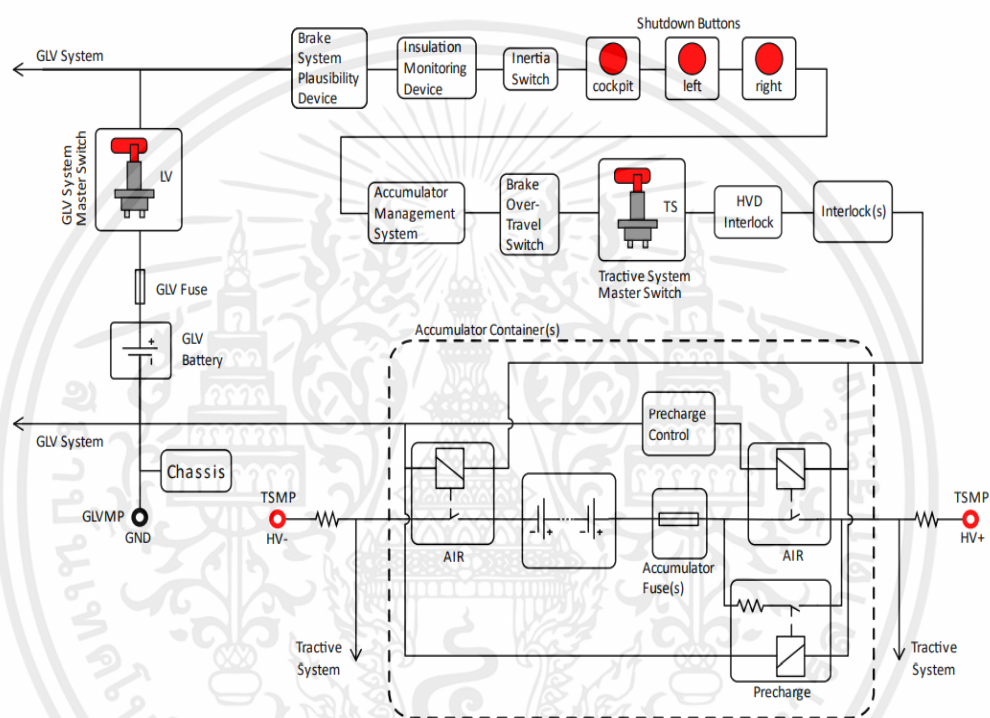 Shutdown Buttons
GLV System
Brake
System
Plausibility
Device
Insulation
Monitoring
Device
Inertia
Switch
cockpit
left
right
GLV System
Master Switch
LV
Accumulator
Management
System
Brake
Over-
Travel
Switch
TS
HVD
Interlock
Interlock(s)
Tractive System
Master Switch
GLV Fuse
GLV
Battery
+
-
Accumulator Container(s)
GLV System
Precharge
Control
Chassis
GLVMP
GND
TSMP
HV-
AIR
- +
- +
Accumulator
Fuse(s)
AIR
TSMP
HV+
Tractive
System
Precharge
Tractive
System